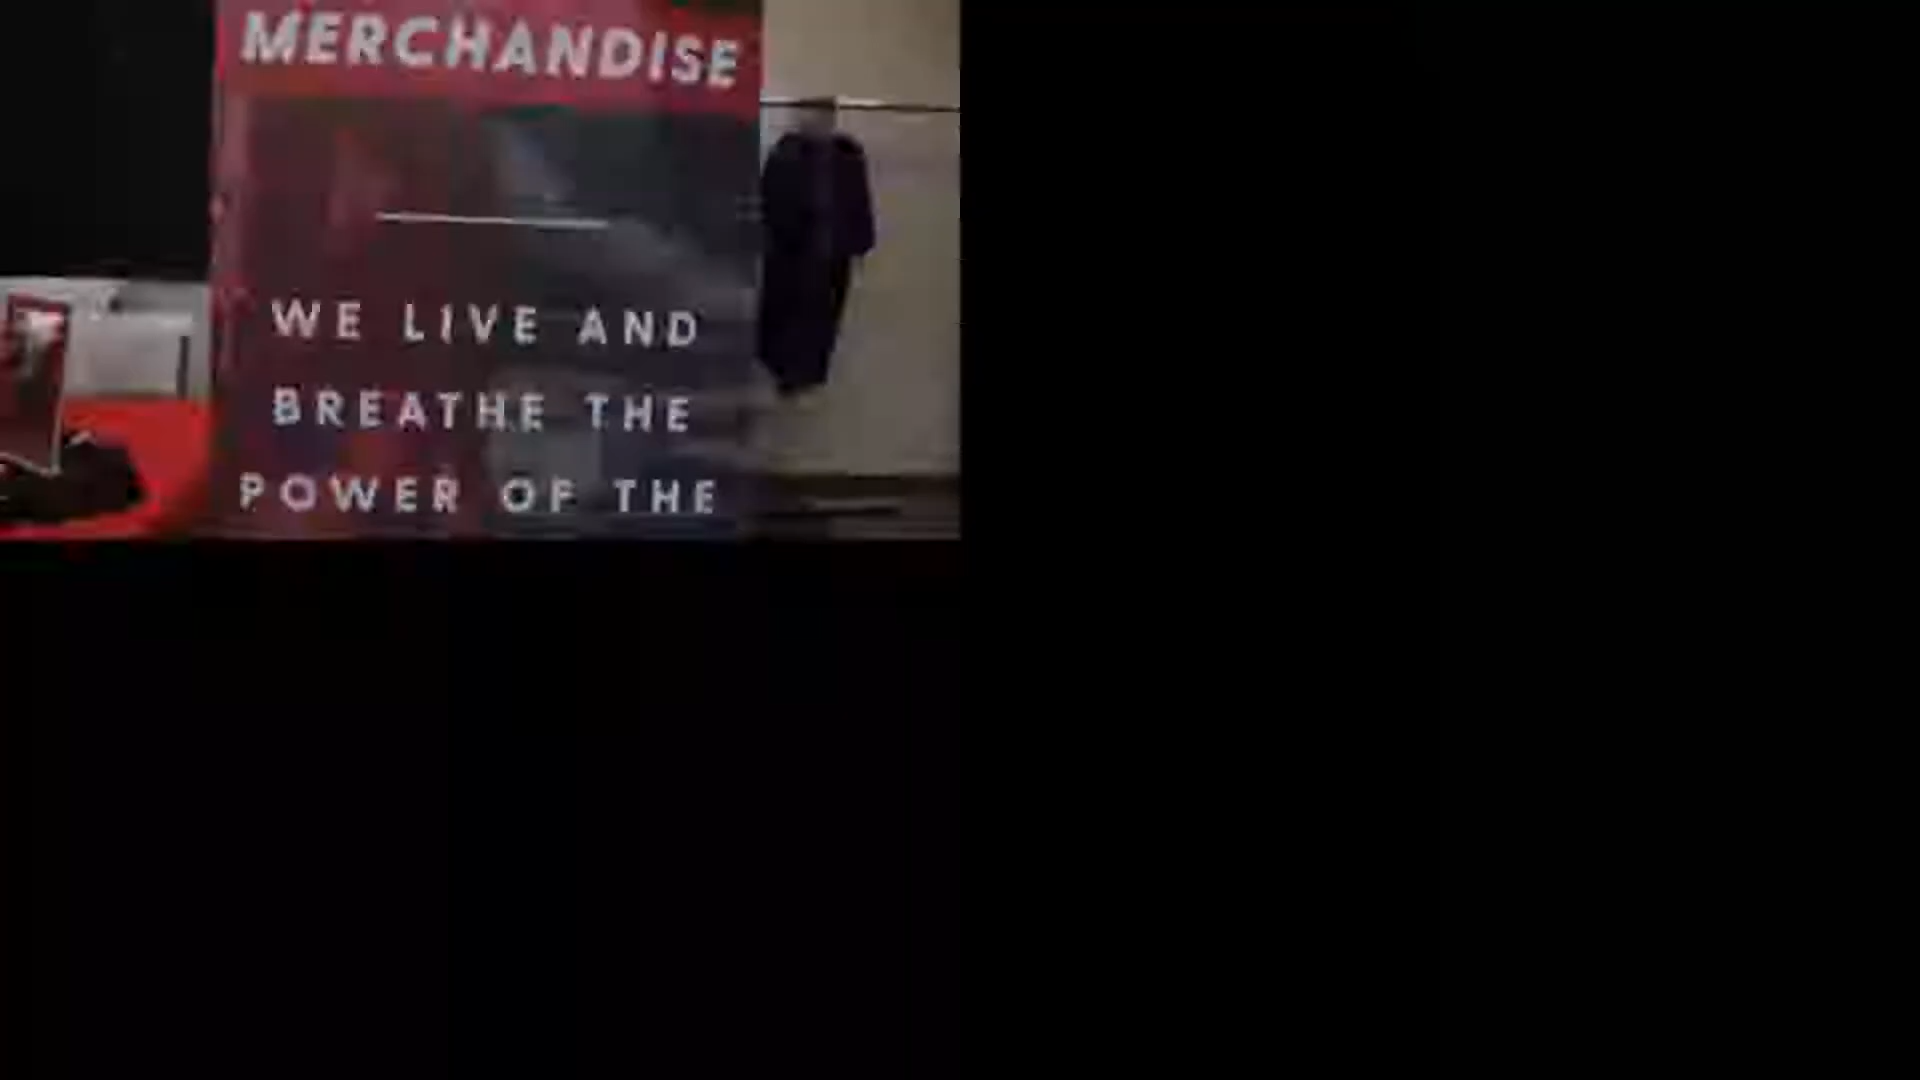 MERCHANDISE
WE LIVE AND
BREATHE THE
POWER OF THE